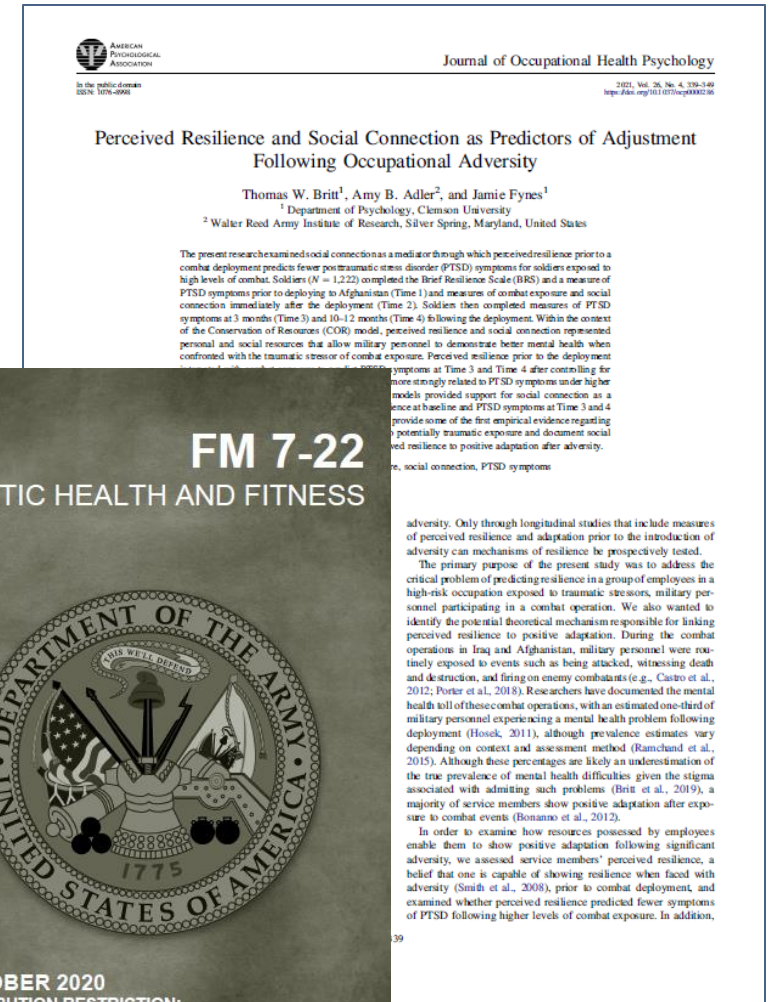 AMERICAN
PSYCHOLOGICAL
ASSOCIATION
Journal of Occupational Health Psychology
In the public domain
ISSN: 1076-8998
2021, Vol. 26, No. 4, 339–349
https://doi.org/10.1037/ocp0000286
Perceived Resilience and Social Connection as Predictors of Adjustment
Following Occupational Adversity
Thomas W. Britt1, Amy B. Adler2, and Jamie Fynes1
1 Department of Psychology, Clemson University
2 Walter Reed Army Institute of Research, Silver Spring, Maryland, United States
The present research examined social connection as a mediator through which perceived resilience prior to a
combat deployment predicts fewer posttraumatic stress disorder (PTSD) symptoms for soldiers exposed to
high levels of combat. Soldiers (N = 1,222) completed the Brief Resilience Scale (BRS) and a measure of
PTSD symptoms prior to deploying to Afghanistan (Time 1) and measures of combat exposure and social
connection immediately after the deployment (Time 2). Soldiers then completed measures of PTSD
symptoms at 3 months (Time 3) and 10–12 months (Time 4) following the deployment. Within the context
of the Conservation of Resources (COR) model, perceived resilience and social connection represented
personal and social resources that allow military personnel to demonstrate better mental health when
confronted with the traumatic stressor of combat exposure. Perceived resilience prior to the deployment
ymptoms at Time 3 and Time 4 after controlling for
more strongly related to PTSD symptoms under higher
models provided support for social connection as a
ience at baseline and PTSD symptoms at Time 3 and 4
provide some of the first empirical evidence regarding
potentially traumatic exposure and document social
ved resilience to positive adaptation after adversity.
re, social connection, PTSD symptoms
FM 7-22
TIC HEALTH AND FITNESS
DEPARTMENT OF THE ARMY
THIS WE'LL DEFEND
1775
UNITED STATES OF AMERICA
OBER 2020
BUTION RESTRICTION:
adversity. Only through longitudinal studies that include measures
of perceived resilience and adaptation prior to the introduction of
adversity can mechanisms of resilience be prospectively tested.
The primary purpose of the present study was to address the
critical problem of predicting resilience in a group of employees in a
high-risk occupation exposed to traumatic stressors, military per-
sonnel participating in a combat operation. We also wanted to
identify the potential theoretical mechanism responsible for linking
perceived resilience to positive adaptation. During the combat
operations in Iraq and Afghanistan, military personnel were rou-
tinely exposed to events such as being attacked, witnessing death
and destruction, and firing on enemy combatants (e.g., Castro et al.,
2012; Porter et al., 2018). Researchers have documented the mental
health toll of these combat operations, with an estimated one-third of
military personnel experiencing a mental health problem following
deployment (Hosek, 2011), although prevalence estimates vary
depending on context and assessment method (Ramchand et al.,
2015). Although these percentages are likely an underestimation of
the true prevalence of mental health difficulties given the stigma
associated with admitting such problems (Britt et al., 2019), a
majority of service members show positive adaptation after expo-
sure to combat events (Bonanno et al., 2012).
In order to examine how resources possessed by employees
enable them to show positive adaptation following significant
adversity, we assessed service members' perceived resilience, a
belief that one is capable of showing resilience when faced with
adversity (Smith et al., 2008), prior to combat deployment, and
examined whether perceived resilience predicted fewer symptoms
of PTSD following higher levels of combat exposure. In addition,
39